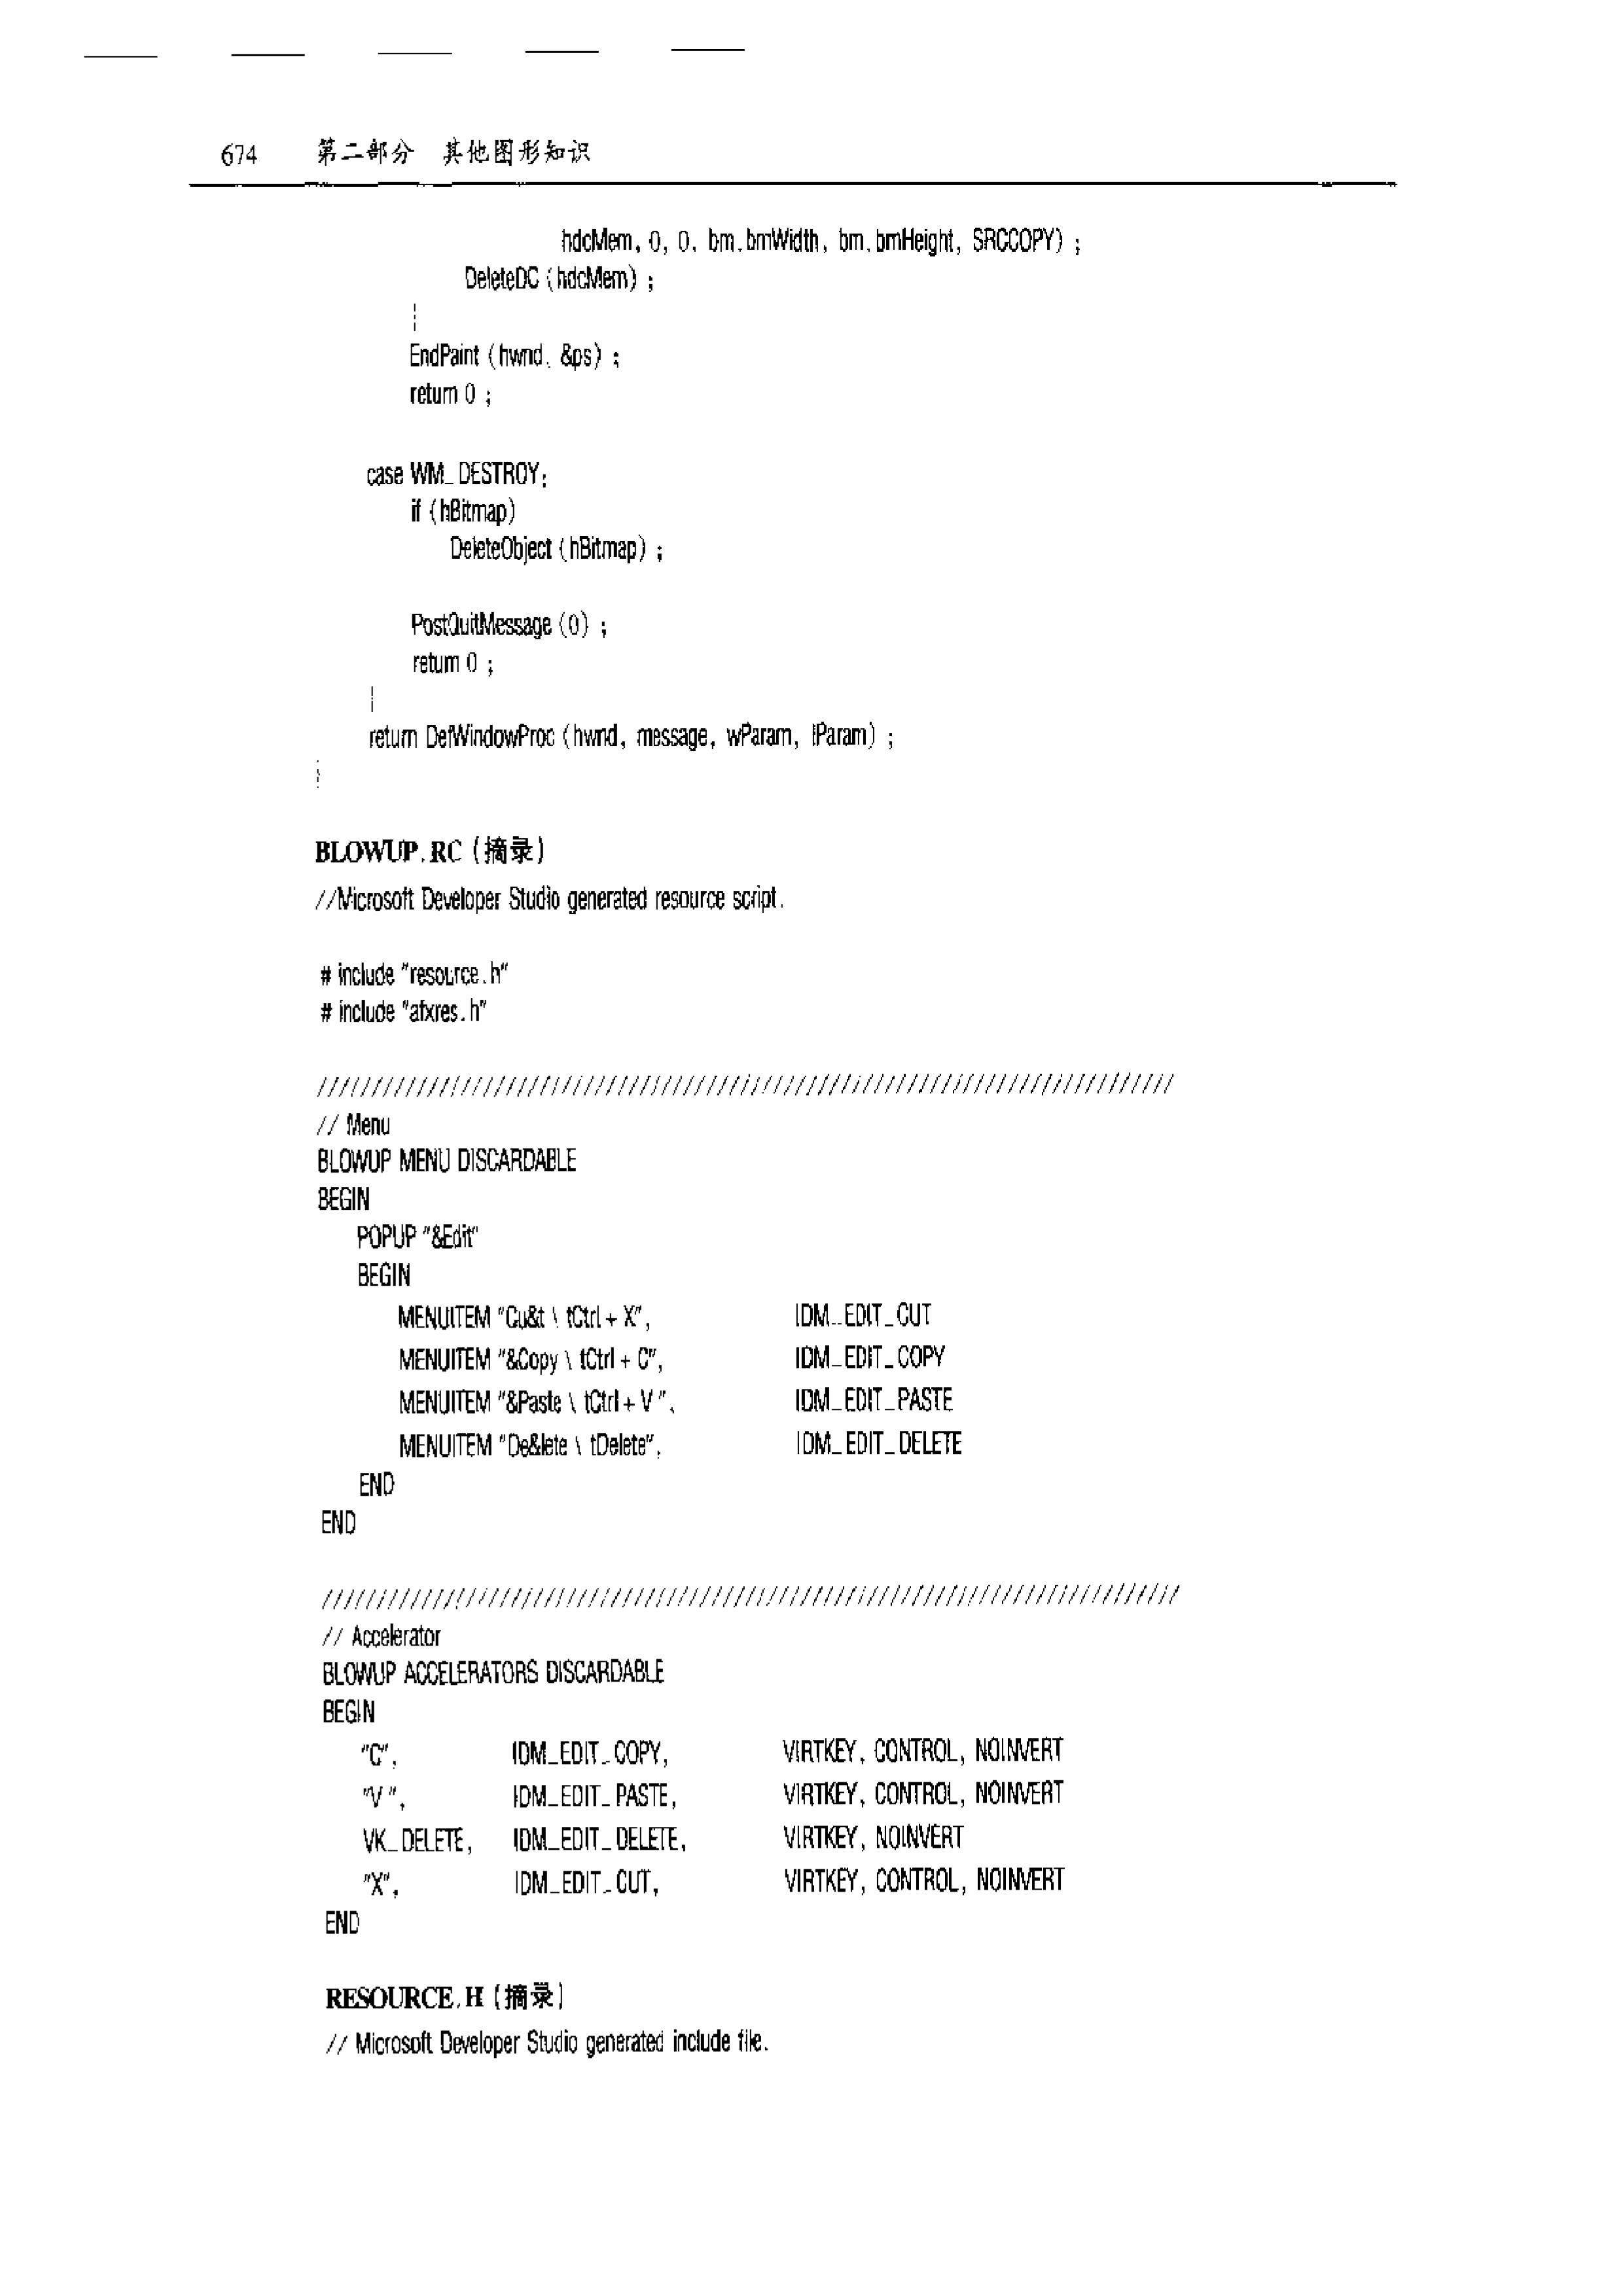 674 第二部分 其他图形知识
hdcMem, 0, 0, bm.bmWidth, bm.bmHeight, SRCCOPY) ;
DeleteDC (hdcMem) ;
}
EndPaint (hwnd, &ps) ;
return 0 ;
case WM_DESTROY:
if (hBitmap)
DeleteObject (hBitmap) ;
PostQuitMessage (0) ;
return 0 ;
}
return DefWindowProc (hwnd, message, wParam, lParam) ;
}
BLOWUP.RC (摘录)
//Microsoft Developer Studio generated resource script.
# include "resource.h"
# include "afxres.h"
/////////////////////////////////////////////////////////////////////////////
// Menu
BLOWUP MENU DISCARDABLE
BEGIN
POPUP "&Edit"
BEGIN
MENUITEM "Cu&t \ tCtrl + X", IDM_EDIT_CUT
MENUITEM "&Copy \ tCtrl + C", IDM_EDIT_COPY
MENUITEM "&Paste \ tCtrl + V ", IDM_EDIT_PASTE
MENUITEM "De&lete \ tDelete", IDM_EDIT_DELETE
END
END
/////////////////////////////////////////////////////////////////////////////
// Accelerator
BLOWUP ACCELERATORS DISCARDABLE
BEGIN
"C", IDM_EDIT_COPY, VIRTKEY, CONTROL, NOINVERT
"V ", IDM_EDIT_PASTE, VIRTKEY, CONTROL, NOINVERT
VK_DELETE, IDM_EDIT_DELETE, VIRTKEY, NOINVERT
"X", IDM_EDIT_CUT, VIRTKEY, CONTROL, NOINVERT
END
RESOURCE.H (摘录)
// Microsoft Developer Studio generated include file.